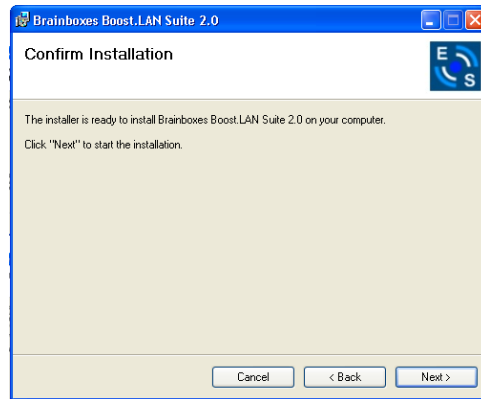 Brainboxes Boost.LAN Suite 2.0
Confirm Installation
E
S
The installer is ready to install Brainboxes Boost.LAN Suite 2.0 on your computer.
Click "Next" to start the installation.
Cancel
< Back
Next >